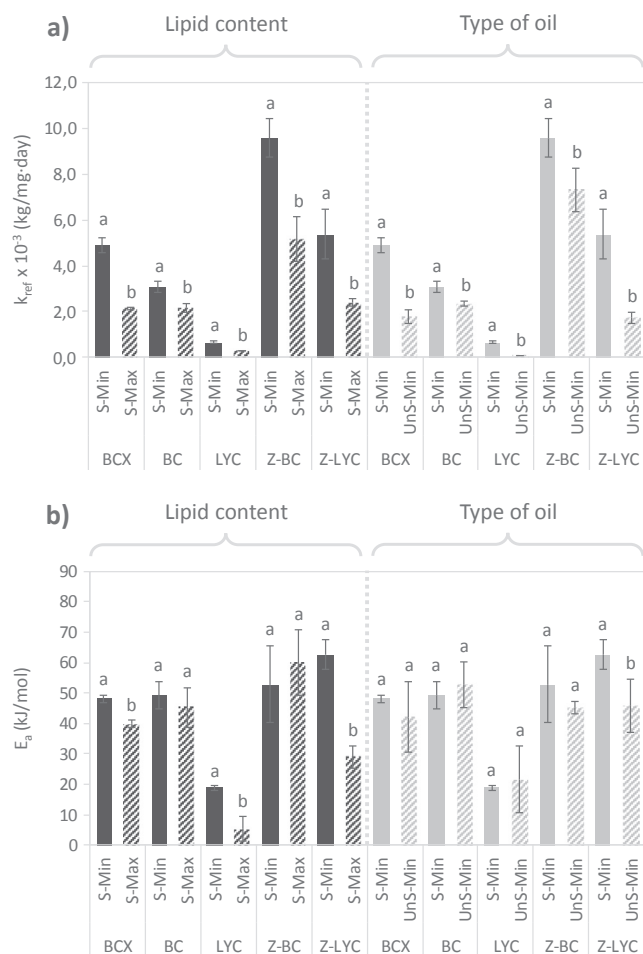 a)
Lipid content Type of oil
k_ref x 10^-3 (kg/mg·day)
12,0
10,0
8,0
6,0
4,0
2,0
0,0
a b a b a b a b a b a b a b a b a b a b
S-Min S-Max S-Min S-Max S-Min S-Max S-Min S-Max S-Min S-Max S-Min UnS-Min S-Min UnS-Min S-Min UnS-Min S-Min UnS-Min S-Min UnS-Min
BCX BC LYC Z-BC Z-LYC BCX BC LYC Z-BC Z-LYC
b)
Lipid content Type of oil
E_a (kJ/mol)
90
80
70
60
50
40
30
20
10
0
a b a a a b a a a b a a a a a a a a a b
S-Min S-Max S-Min S-Max S-Min S-Max S-Min S-Max S-Min S-Max S-Min UnS-Min S-Min UnS-Min S-Min UnS-Min S-Min UnS-Min S-Min UnS-Min
BCX BC LYC Z-BC Z-LYC BCX BC LYC Z-BC Z-LYC